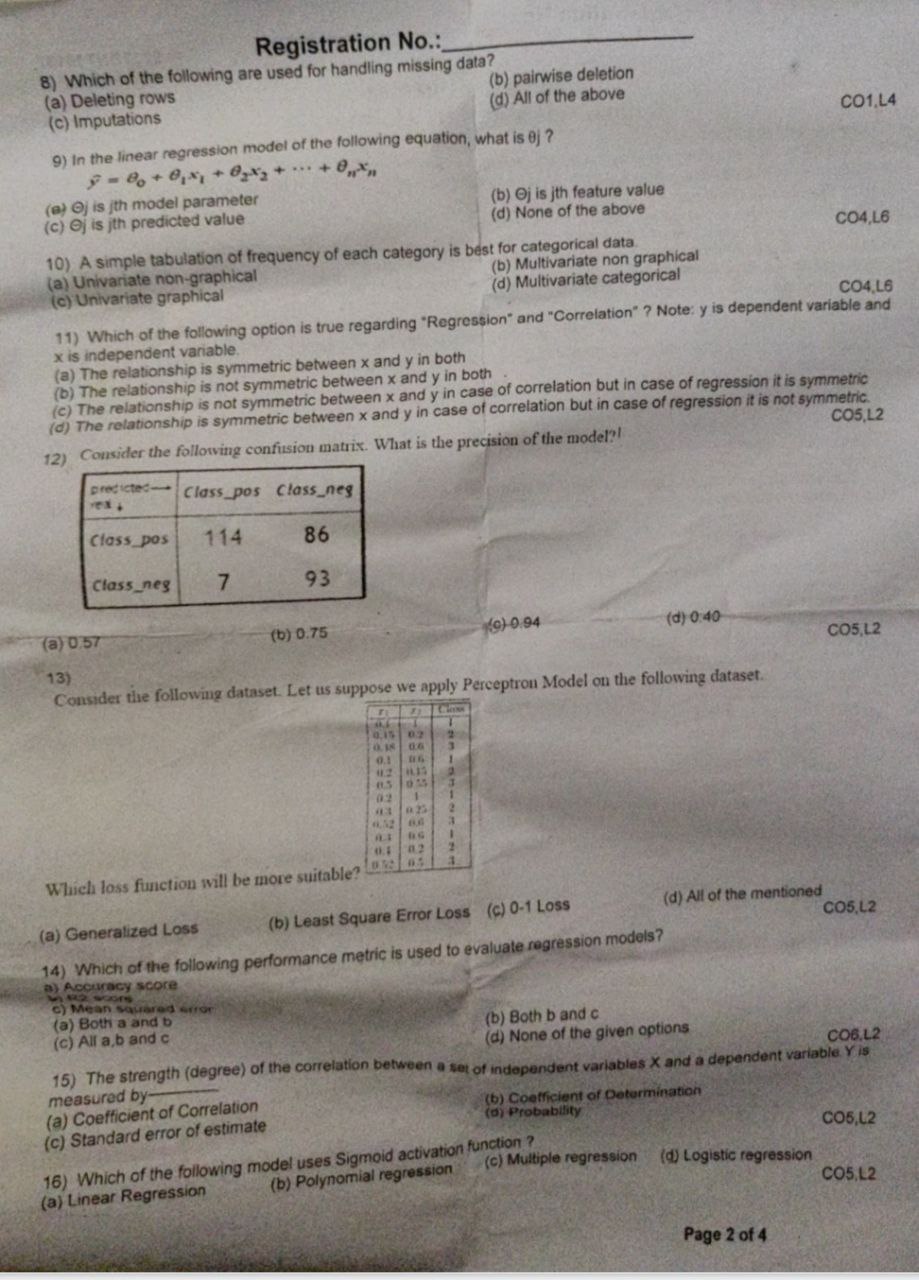 Registration No.:
8) Which of the following are used for handling missing data?
(a) Deleting rows (b) pairwise deletion
(c) Imputations (d) All of the above CO1,L4
9) In the linear regression model of the following equation, what is θj ?
ŷ = θ₀ + θ₁x₁ + θ₂x₂ + ··· + θₙxₙ
(a) Θj is jth model parameter (b) Θj is jth feature value
(c) Θj is jth predicted value (d) None of the above CO4,L6
10) A simple tabulation of frequency of each category is best for categorical data.
(a) Univariate non-graphical (b) Multivariate non graphical
(c) Univariate graphical (d) Multivariate categorical CO4,L6
11) Which of the following option is true regarding "Regression" and "Correlation" ? Note: y is dependent variable and
x is independent variable.
(a) The relationship is symmetric between x and y in both
(b) The relationship is not symmetric between x and y in both
(c) The relationship is not symmetric between x and y in case of correlation but in case of regression it is symmetric
(d) The relationship is symmetric between x and y in case of correlation but in case of regression it is not symmetric.
CO5,L2
12) Consider the following confusion matrix. What is the precision of the model?
predicted→ Class_pos Class_neg
real ↓
Class_pos 114 86
Class_neg 7 93
(a) 0.57 (b) 0.75 (c) 0.94 (d) 0.40 CO5,L2
13)
Consider the following dataset. Let us suppose we apply Perceptron Model on the following dataset.
Class
1
0.15 0.2 2
0.18 0.6 3
0.1 0.6 1
0.2 0.15 2
0.5 0.55 3
0.2 1 1
0.3 0.25 2
0.52 0.6 3
0.3 0.6 1
0.4 0.2 2
0.52 0.5 3
Which loss function will be more suitable?
(a) Generalized Loss (b) Least Square Error Loss (c) 0-1 Loss (d) All of the mentioned
CO5,L2
14) Which of the following performance metric is used to evaluate regression models?
a) Accuracy score
b) R2 score
c) Mean squared error
(a) Both a and b (b) Both b and c
(c) All a,b and c (d) None of the given options CO6,L2
15) The strength (degree) of the correlation between a set of independent variables X and a dependent variable Y is
measured by
(a) Coefficient of Correlation (b) Coefficient of Determination
(c) Standard error of estimate (d) Probability CO5,L2
16) Which of the following model uses Sigmoid activation function ?
(a) Linear Regression (b) Polynomial regression (c) Multiple regression (d) Logistic regression
CO5,L2
Page 2 of 4